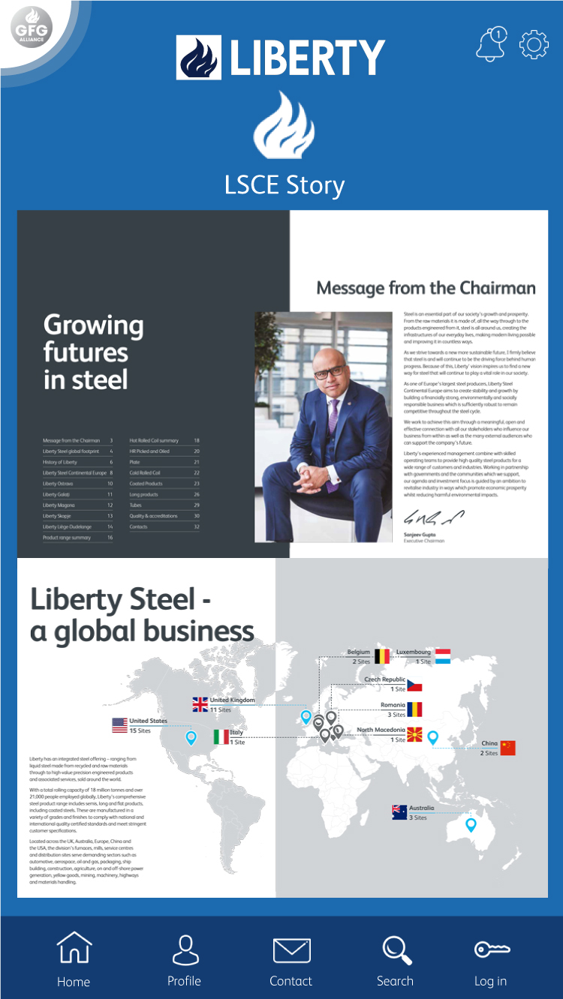 GFG
ALLIANCE
LIBERTY
1
LSCE Story
Growing
futures
in steel
Message from the Chairman 3
Liberty Steel global footprint 4
History of Liberty 6
Liberty Steel Continental Europe 8
Liberty Ostrava 10
Liberty Galati 11
Liberty Magona 12
Liberty Skopje 13
Liberty Liège-Dudelange 14
Product range summary 16
Hot Rolled Coil summary 18
HR Picked and Oiled 20
Plate 21
Cold Rolled Coil 22
Coated Products 23
Long products 26
Tubes 29
Quality & accreditations 30
Contacts 32
Message from the Chairman
Steel is an essential part of our society's growth and prosperity.
From the raw materials it is made of, all the way through to the
products engineered from it, steel is all around us, creating the
infrastructures of our everyday lives, making modern living possible
and improving it in countless ways.
As we strive towards a new more sustainable future, I firmly believe
that steel is and will continue to be the driving force behind human
progress. Because of this, Liberty' vision inspires us to find a new
way for steel that will continue to play a vital role in our society.
As one of Europe's largest steel producers, Liberty Steel
Continental Europe aims to create stability and growth by
building a financially strong, environmentally and socially
responsible business which is sufficiently robust to remain
competitive throughout the steel cycle.
We work to achieve this aim through a meaningful, open and
effective connection with all our stakeholders who influence our
business from within as well as the many external audiences who
can support the company's future.
Liberty's experienced management combine with skilled
operating teams to provide high quality steel products for a
wide range of customers and industries. Working in partnership
with governments and the communities which we support,
our agenda and investment focus is guided by an ambition to
revitalise industry in ways which promote economic prosperity
whilst reducing harmful environmental impacts.
Sanjeev Gupta
Executive Chairman
Liberty Steel -
a global business
Belgium
2 Sites
Luxembourg
1 Site
Czech Republic
1 Site
United Kingdom
11 Sites
Romania
3 Sites
United States
15 Sites
Italy
1 Site
North Macedonia
1 Site
China
2 Sites
Australia
3 Sites
Liberty has an integrated steel offering – ranging from
liquid steel made from recycled and raw materials
through to high-value precision engineered products
and associated services, sold around the world.
With a total rolling capacity of 18 million tonnes and over
21,000 people employed globally, Liberty's comprehensive
steel product range includes semis, long and flat products,
including coated steels. These are manufactured in a
variety of grades and finishes to comply with national and
international quality certified standards and meet stringent
customer specifications.
Located across the UK, Australia, Europe, China and
the USA, the division's furnaces, mills, service centres
and distribution sites serve demanding sectors such as
automotive, aerospace, oil and gas, packaging, ship
building, construction, agriculture, on and off-shore power
generation, yellow goods, mining, machinery, highways
and materials handling.
Home
Profile
Contact
Search
Log in